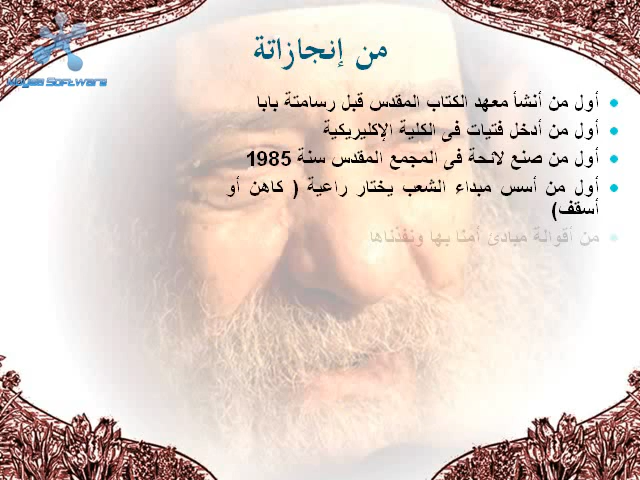 Wayes Software
من إنجازاتة
أول من أنشأ معهد الكتاب المقدس قبل رسامتة بابا
أول من أدخل فتيات فى الكلية الإكليريكية
أول من صنع لائحة فى المجمع المقدس سنة 1985
أول من أسس مبداء الشعب يختار راعية ( كاهن أو
أسقف)
من أقوالة مبادئ أمنا بها ونفذناها